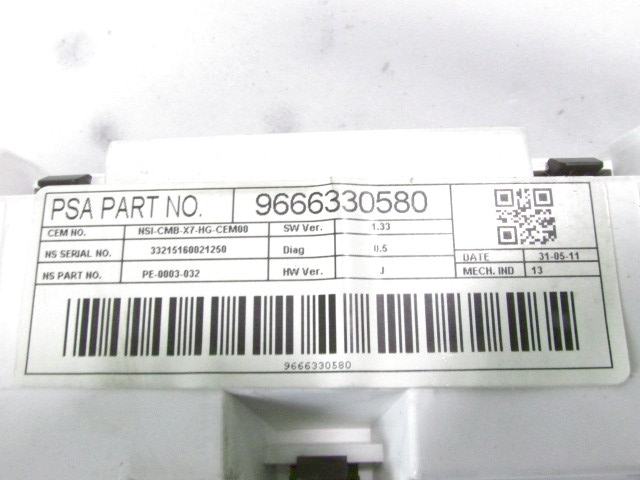 PSA PART NO. 9666330580
CEM NO. NSI-CMB-X7-HG-CEM00 SW Ver. 1.33
NS SERIAL NO. 33215160021250 Diag 0.5 DATE 31-05-11
NS PART NO. PE-0003-032 HW Ver. J MECH. IND 13
9666330580